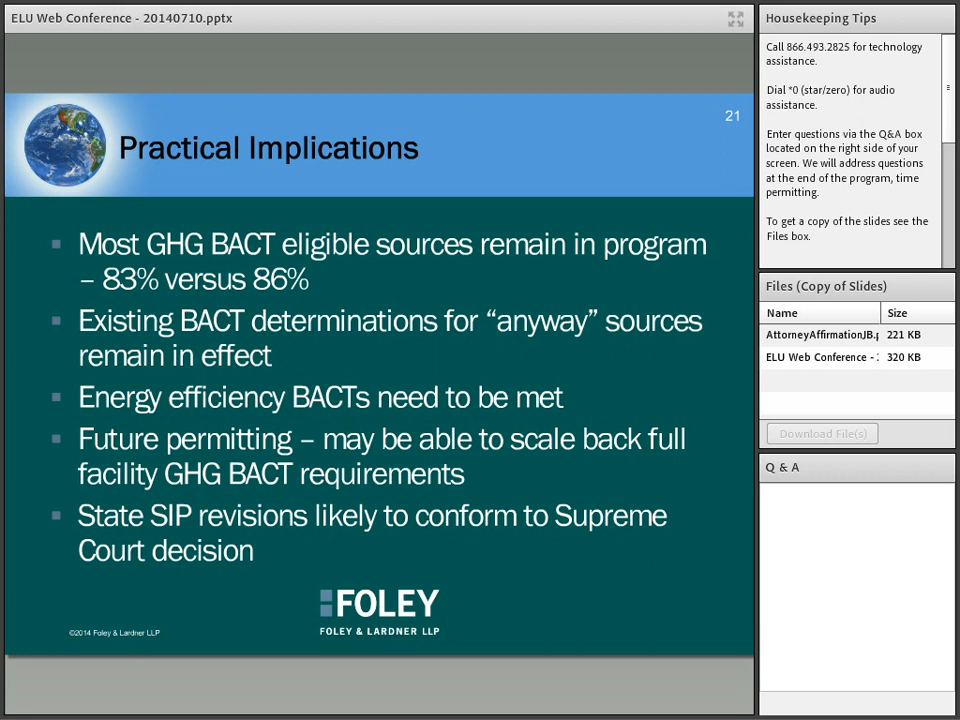 ELU Web Conference - 20140710.pptx
21
Practical Implications
Most GHG BACT eligible sources remain in program
– 83% versus 86%
Existing BACT determinations for “anyway” sources
remain in effect
Energy efficiency BACTs need to be met
Future permitting – may be able to scale back full
facility GHG BACT requirements
State SIP revisions likely to conform to Supreme
Court decision
FOLEY
FOLEY & LARDNER LLP
©2014 Foley & Lardner LLP
Housekeeping Tips
Call 866.493.2825 for technology
assistance.
Dial *0 (star/zero) for audio
assistance.
Enter questions via the Q&A box
located on the right side of your
screen. We will address questions
at the end of the program, time
permitting.
To get a copy of the slides see the
Files box.
Files (Copy of Slides)
Name Size
AttorneyAffirmationJB.p 221 KB
ELU Web Conference - 320 KB
Download File(s)
Q & A